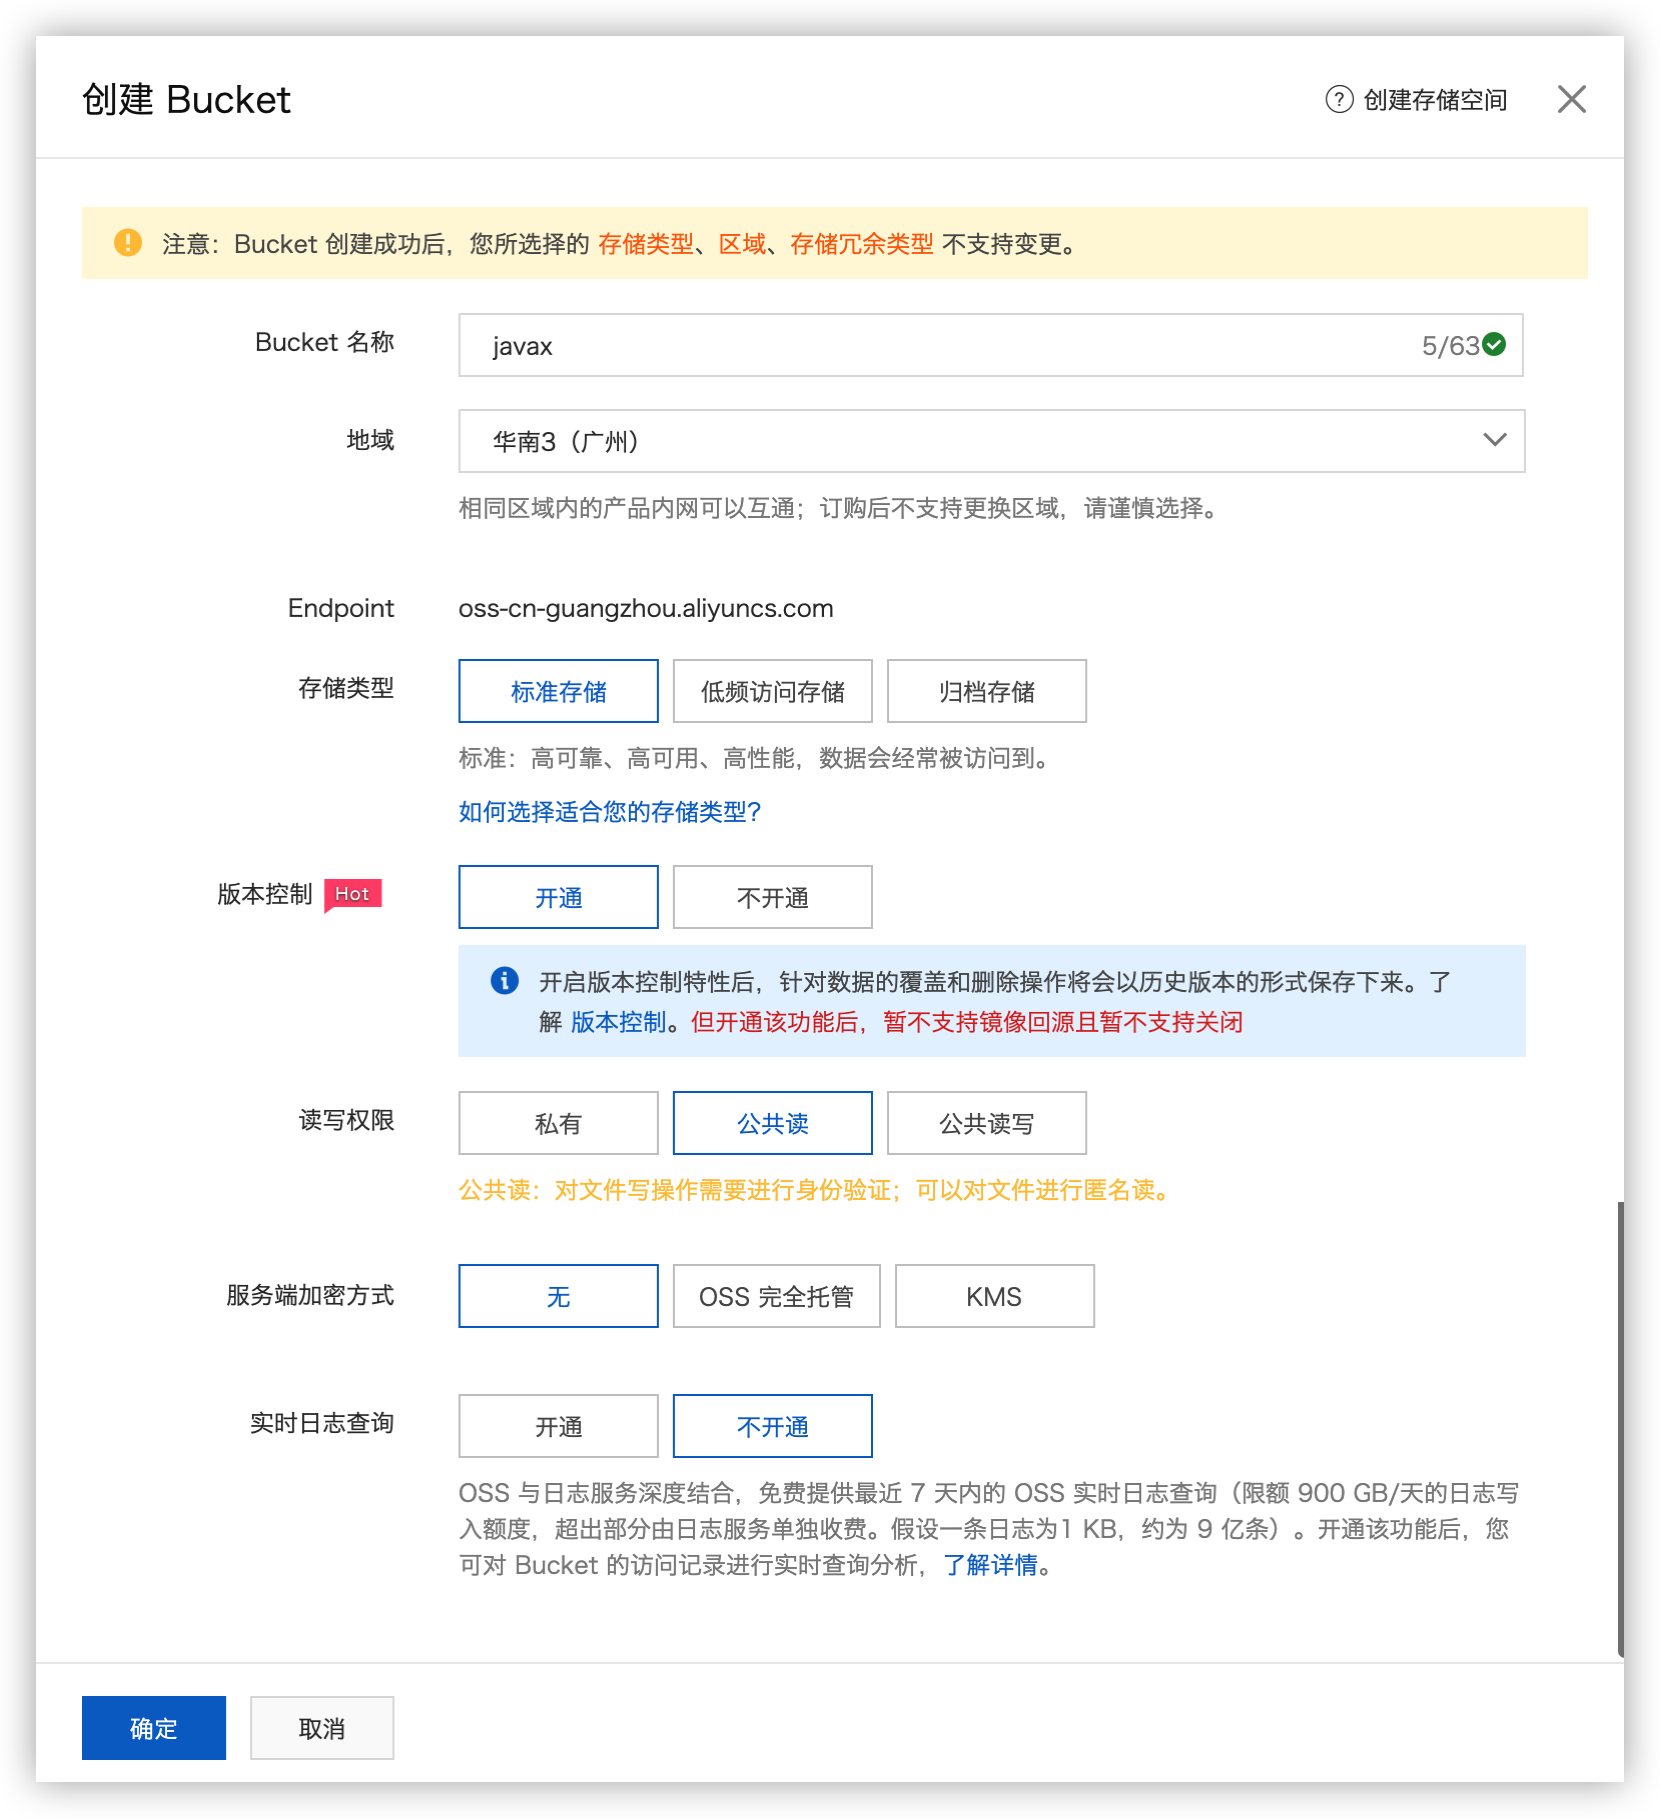 创建 Bucket
创建存储空间
注意：Bucket 创建成功后，您所选择的 存储类型、区域、存储冗余类型 不支持变更。
Bucket 名称
javax
5/63
地域
华南3（广州）
相同区域内的产品内网可以互通；订购后不支持更换区域，请谨慎选择。
Endpoint
oss-cn-guangzhou.aliyuncs.com
存储类型
标准存储
低频访问存储
归档存储
标准：高可靠、高可用、高性能，数据会经常被访问到。
如何选择适合您的存储类型？
版本控制
Hot
开通
不开通
开启版本控制特性后，针对数据的覆盖和删除操作将会以历史版本的形式保存下来。了
解 版本控制。但开通该功能后，暂不支持镜像回源且暂不支持关闭
读写权限
私有
公共读
公共读写
公共读：对文件写操作需要进行身份验证；可以对文件进行匿名读。
服务端加密方式
无
OSS 完全托管
KMS
实时日志查询
开通
不开通
OSS 与日志服务深度结合，免费提供最近 7 天内的 OSS 实时日志查询（限额 900 GB/天的日志写
入额度，超出部分由日志服务单独收费。假设一条日志为1 KB，约为 9 亿条）。开通该功能后，您
可对 Bucket 的访问记录进行实时查询分析，了解详情。
确定
取消